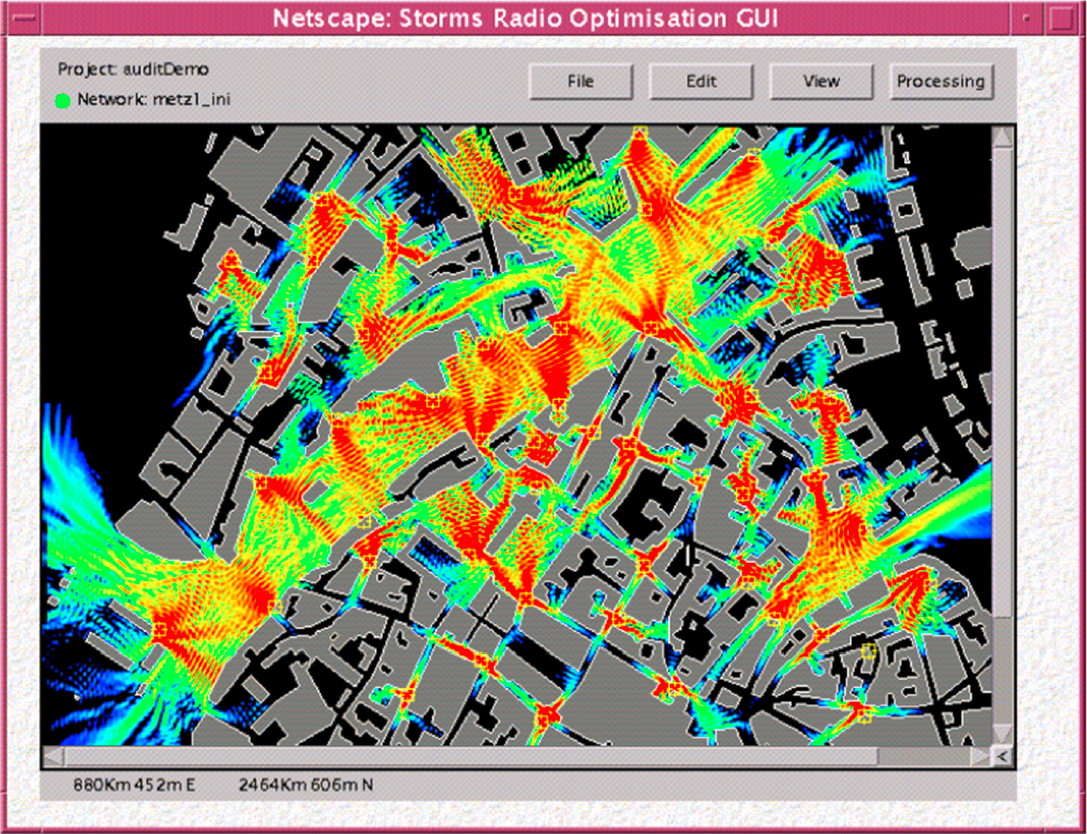 Netscape: Storms Radio Optimisation GUI
Project: auditDemo
Network: metz1_ini
File Edit View Processing
880Km 452m E 2464Km 606m N